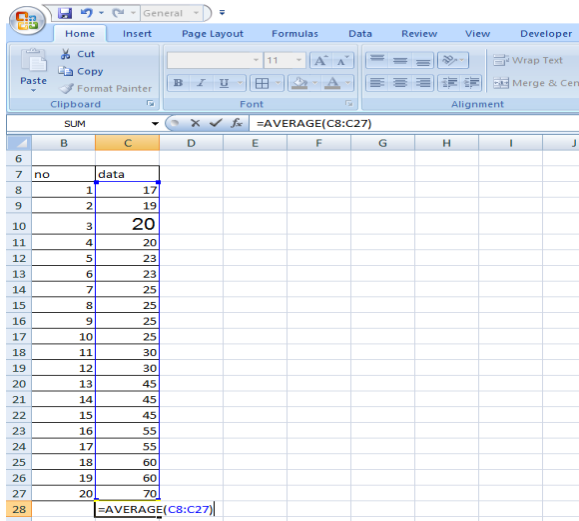 General
Home Insert Page Layout Formulas Data Review View Developer
Paste
Cut
Copy
Format Painter
Clipboard
11 A A
B I U A
Font
Wrap Text
Merge & Cen
Alignment
SUM fx =AVERAGE(C8:C27)
B C D E F G H I J
6
7 no data
8 1 17
9 2 19
10 3 20
11 4 20
12 5 23
13 6 23
14 7 25
15 8 25
16 9 25
17 10 25
18 11 30
19 12 30
20 13 45
21 14 45
22 15 45
23 16 55
24 17 55
25 18 60
26 19 60
27 20 70
28 =AVERAGE(C8:C27)